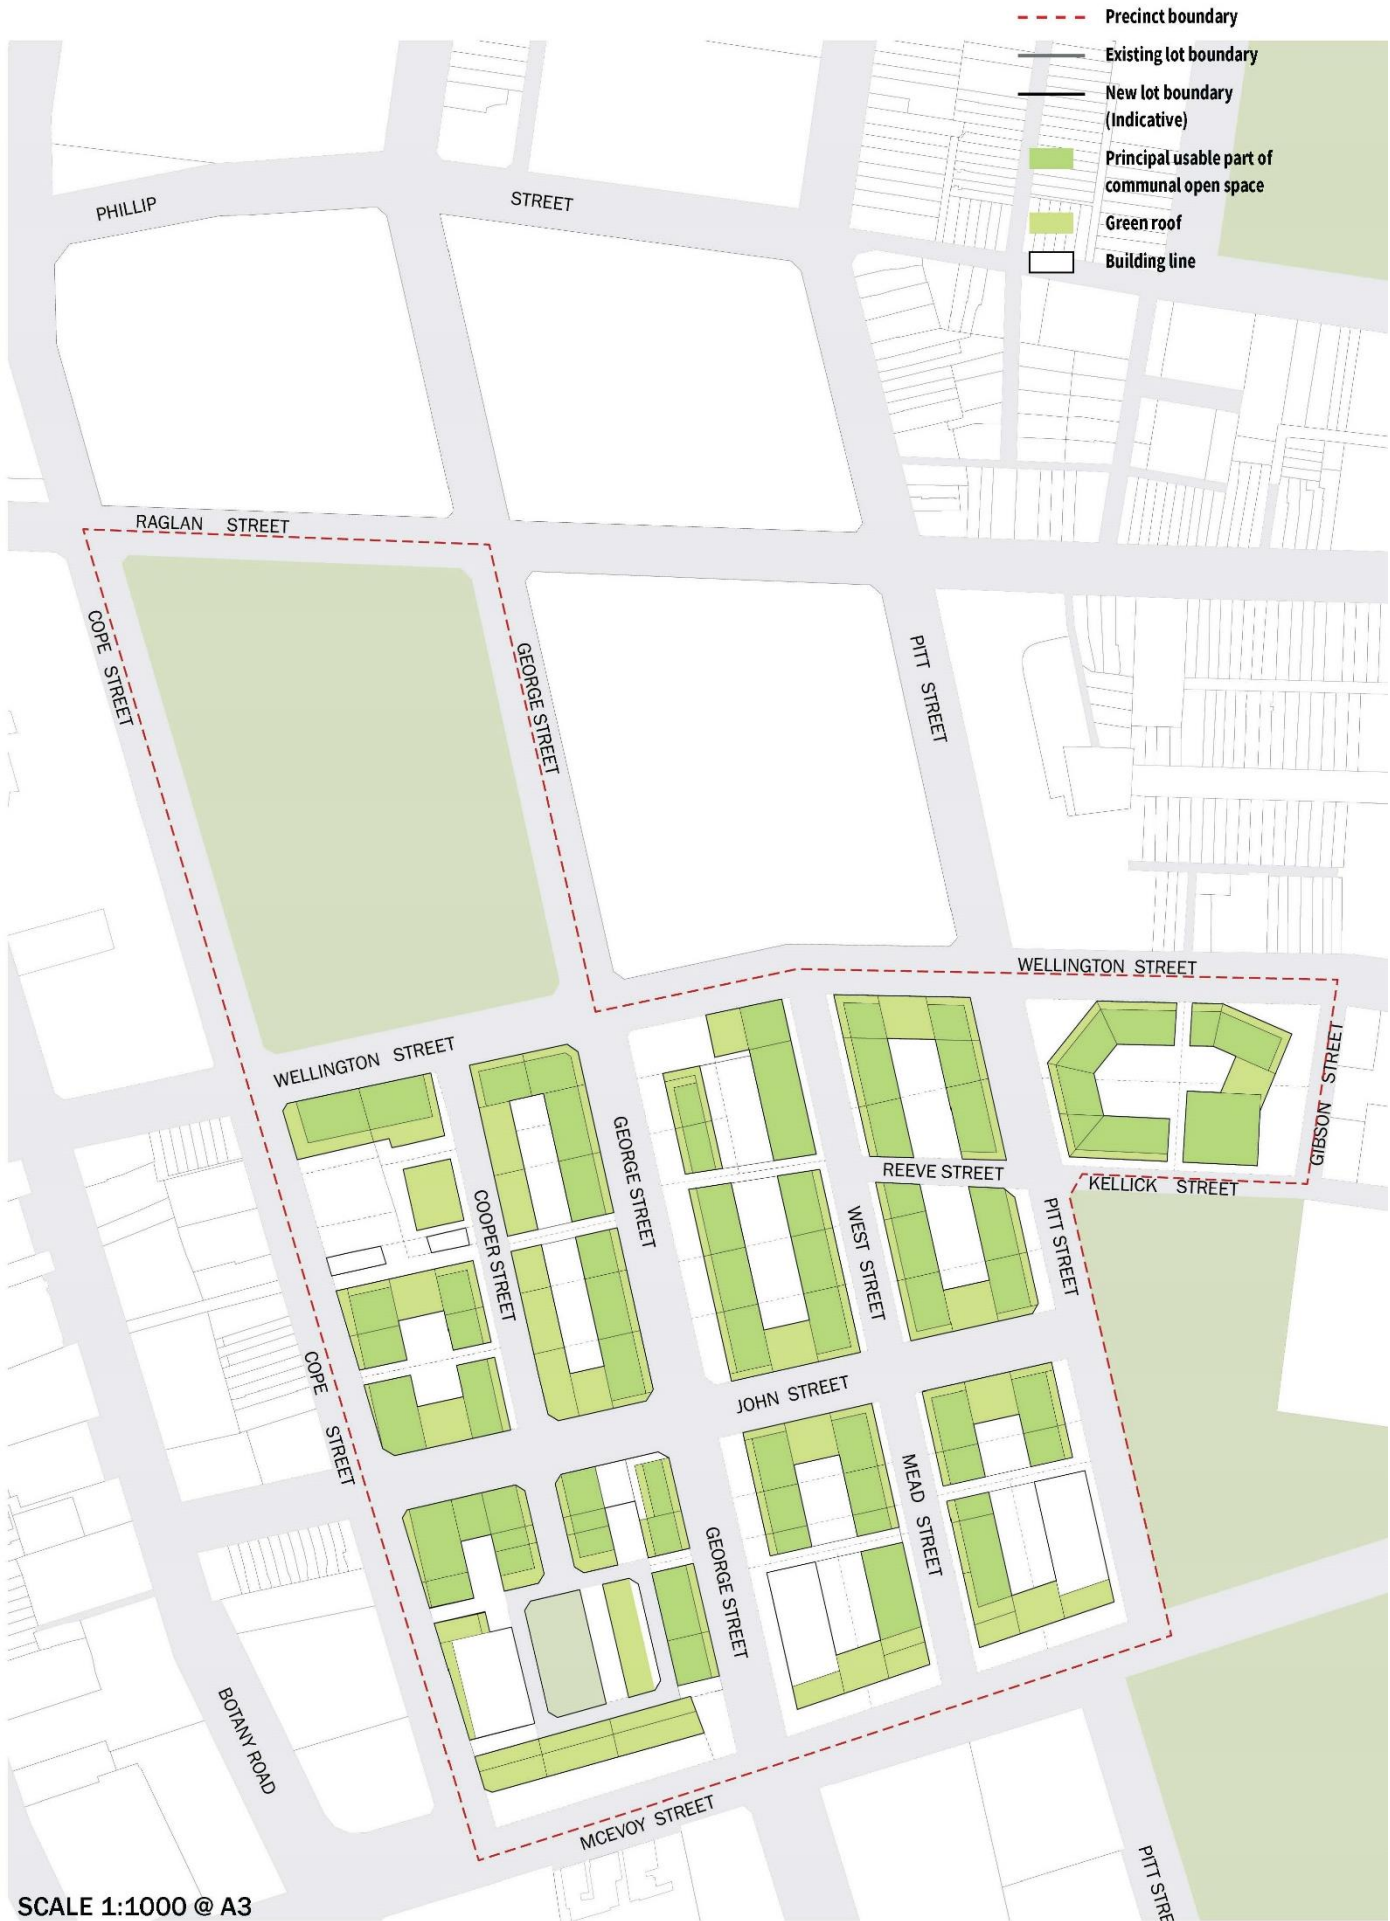 Precinct boundary
Existing lot boundary
New lot boundary
(Indicative)
Principal usable part of
communal open space
Green roof
Building line
PHILLIP STREET
RAGLAN STREET
COPE STREET
GEORGE STREET
PITT STREET
WELLINGTON STREET
WELLINGTON STREET
GIBSON STREET
GEORGE STREET
REEVE STREET
KELLICK STREET
COOPER STREET
WEST STREET
PITT STREET
COPE STREET
JOHN STREET
MEAD STREET
GEORGE STREET
BOTANY ROAD
MCEVOY STREET
PITT STRE
SCALE 1:1000 @ A3